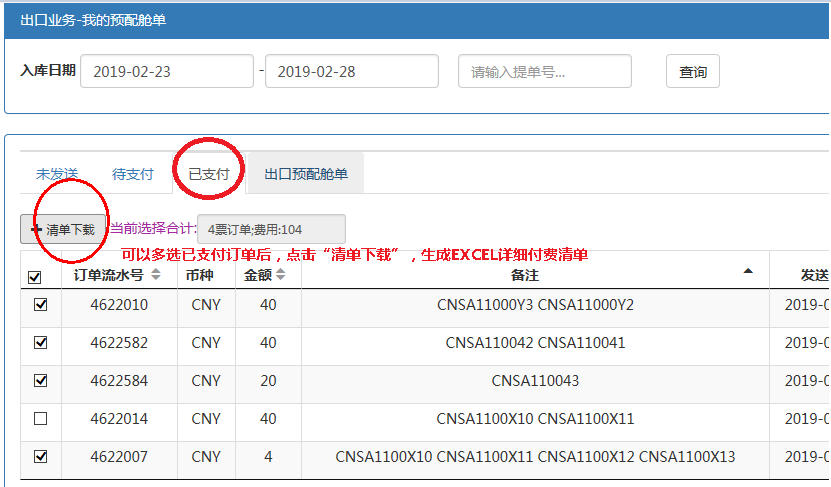 出口业务-我的预配舱单
入库日期 2019-02-23 - 2019-02-28 请输入提单号... 查询
未发送 待支付 已支付 出口预配舱单
+ 清单下载 当前选择合计: 4票订单;费用:104
可以多选已支付订单后，点击“清单下载”，生成EXCEL详细付费清单
订单流水号 币种 金额 备注 发送
4622010 CNY 40 CNSA11000Y3 CNSA11000Y2 2019-0
4622582 CNY 40 CNSA110042 CNSA110041 2019-0
4622584 CNY 20 CNSA110043 2019-0
4622014 CNY 40 CNSA1100X10 CNSA1100X11 2019-0
4622007 CNY 4 CNSA1100X10 CNSA1100X11 CNSA1100X12 CNSA1100X13 2019-0